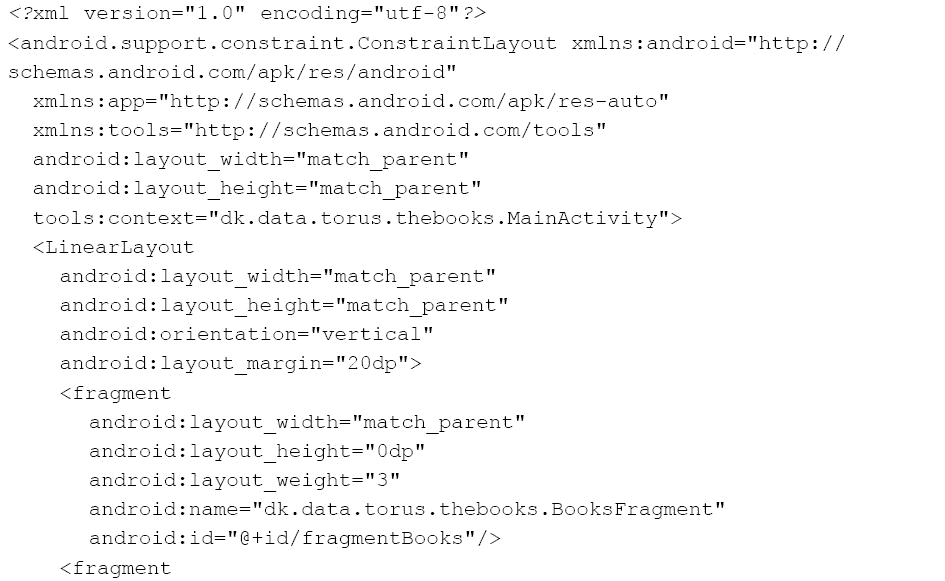 <?xml version="1.0" encoding="utf-8"?>
<android.support.constraint.ConstraintLayout xmlns:android="http://
schemas.android.com/apk/res/android"
xmlns:app="http://schemas.android.com/apk/res-auto"
xmlns:tools="http://schemas.android.com/tools"
android:layout_width="match_parent"
android:layout_height="match_parent"
tools:context="dk.data.torus.thebooks.MainActivity">
<LinearLayout
android:layout_width="match_parent"
android:layout_height="match_parent"
android:orientation="vertical"
android:layout_margin="20dp">
<fragment
android:layout_width="match_parent"
android:layout_height="0dp"
android:layout_weight="3"
android:name="dk.data.torus.thebooks.BooksFragment"
android:id="@+id/fragmentBooks"/>
<fragment